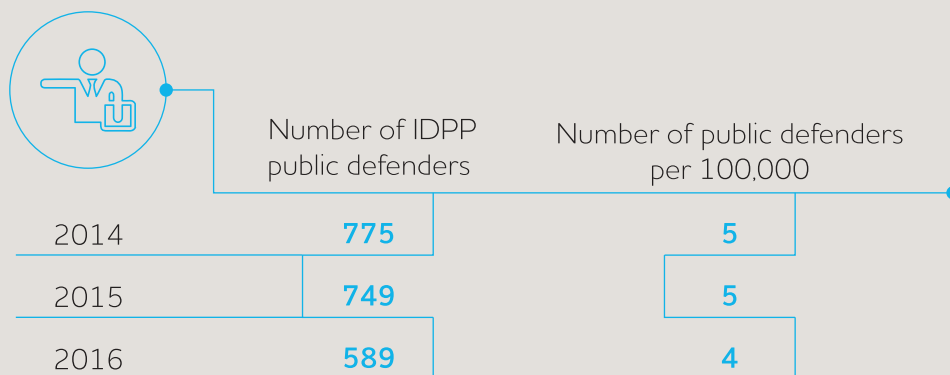 Number of IDPP
public defenders
Number of public defenders
per 100,000
2014 775 5
2015 749 5
2016 589 4